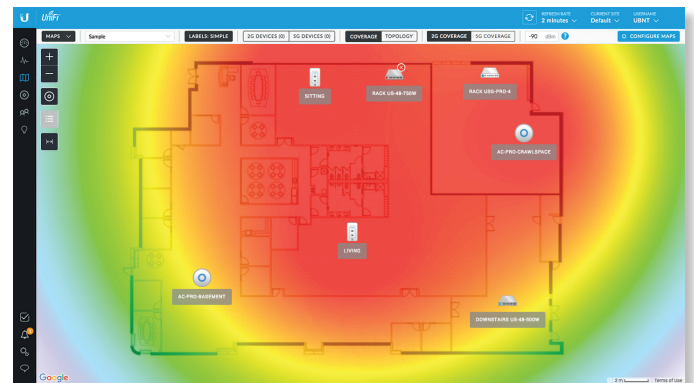 UniFi
REFRESH RATE
2 minutes
CURRENT SITE
Default
USERNAME
UBNT
MAPS
Sample
LABELS: SIMPLE
2G DEVICES (0)
5G DEVICES (0)
COVERAGE
TOPOLOGY
2G COVERAGE
5G COVERAGE
-90 dBm
?
CONFIGURE MAPS
SITTING
RACK US-48-750W
RACK USG-PRO-4
AC-PRO-CRAWLSPACE
LIVING
AC-PRO-BASEMENT
DOWNSTAIRS US-48-500W
Google
2 m
Terms of Use